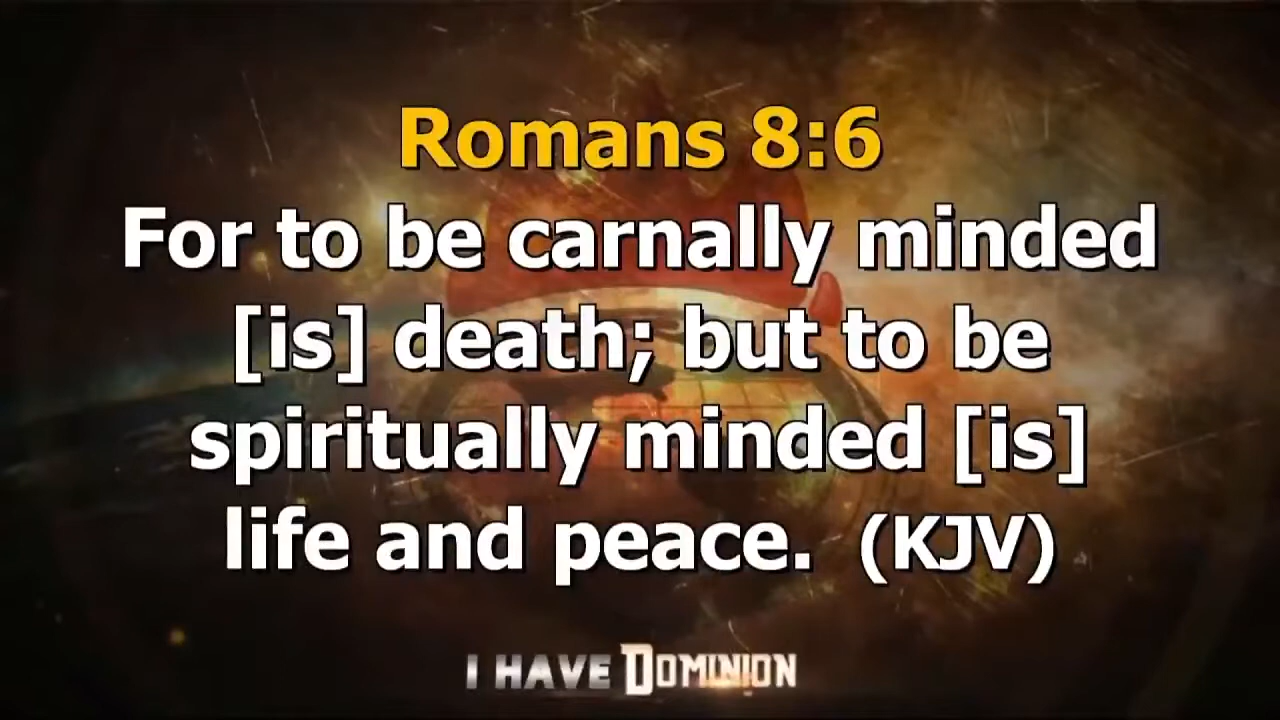 Romans 8:6
For to be carnally minded
[is] death; but to be
spiritually minded [is]
life and peace. (KJV)
I HAVE DOMINION